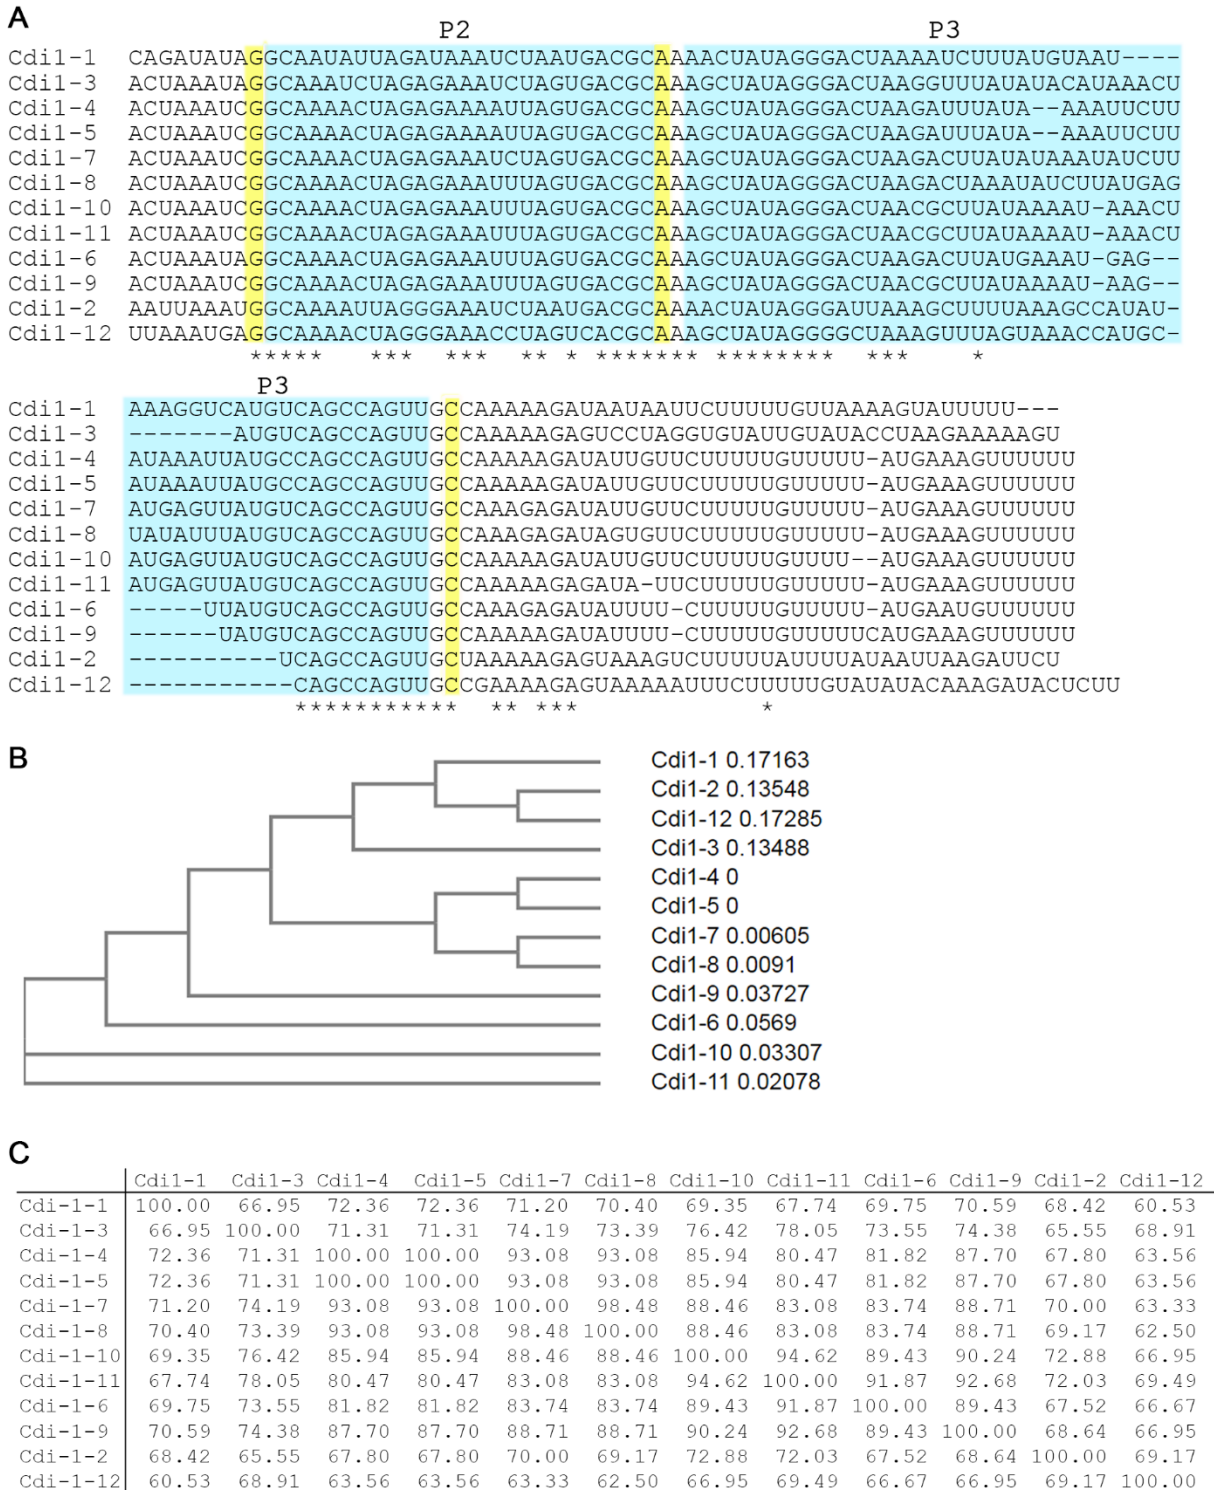 A
P2 P3
Cdi1-1 CAGAUAUAGGCAAUAUUAGAUAAAUCUAAUGACGCAAAACUAUAGGGACUAAAAUCUUUAUGUAAU----
Cdi1-3 ACUAAAUAGGCAAAUCUAGAGAAAUCUAGUGACGCAAAGCUAUAGGGACUAAGGUUUAUAUACAUAAACU
Cdi1-4 ACUAAAUCGGCAAAACUAGAGAAAAUUAGUGACGCAAAGCUAUAGGGACUAAGAUUUAUA--AAAUUCUU
Cdi1-5 ACUAAAUCGGCAAAACUAGAGAAAAUUAGUGACGCAAAGCUAUAGGGACUAAGAUUUAUA--AAAUUCUU
Cdi1-7 ACUAAAUCGGCAAAACUAGAGAAAUCUAGUGACGCAAAGCUAUAGGGACUAAGACUUAUAUAAAUAUCUU
Cdi1-8 ACUAAAUCGGCAAAACUAGAGAAAUUUAGUGACGCAAAGCUAUAGGGACUAAGACUAAAUAUCUUAUGAG
Cdi1-10 ACUAAAUCGGCAAAACUAGAGAAAUUUAGUGACGCAAAGCUAUAGGGACUAACGCUUAUAAAAU-AAACU
Cdi1-11 ACUAAAUCGGCAAAACUAGAGAAAUUUAGUGACGCAAAGCUAUAGGGACUAACGCUUAUAAAAU-AAACU
Cdi1-6 ACUAAAUAGGCAAAACUAGAGAAAUUUAGUGACGCAAAGCUAUAGGGACUAAGACUUAUGAAAU-GAG--
Cdi1-9 ACUAAAUCGGCAAAACUAGAGAAAUUUAGUGACGCAAAGCUAUAGGGACUAACGCUUAUAAAAU-AAG--
Cdi1-2 AAUUAAAUGGCAAAAUUAGGGAAAUCUAAUGACGCAAAACUAUAGGGAUUAAAGCUUUUAAAGCCAUAU-
Cdi1-12 UUAAAUGAGGCAAAACUAGGGAAACCUAGUCACGCAAAGCUAUAGGGGCUAAAGUUUAGUAAACCAUGC-
***** *** *** ** * ******* ******** *** *
P3
Cdi1-1 AAAGGUCAUGUCAGCCAGUUGCCAAAAAGAUAAUAAUUCUUUUUGUUAAAAGUAUUUUU---
Cdi1-3 -------AUGUCAGCCAGUUGCCAAAAAGAGUCCUAGGUGUAUUGUAUACCUAAGAAAAAGU
Cdi1-4 AUAAAUUAUGCCAGCCAGUUGCCAAAAAGAUAUUGUUCUUUUUGUUUUU-AUGAAAGUUUUUU
Cdi1-5 AUAAAUUAUGCCAGCCAGUUGCCAAAAAGAUAUUGUUCUUUUUGUUUUU-AUGAAAGUUUUUU
Cdi1-7 AUGAGUUAUGUCAGCCAGUUGCCAAAGAGAUAUUGUUCUUUUUGUUUUU-AUGAAAGUUUUUU
Cdi1-8 UAUAUUUAUGUCAGCCAGUUGCCAAAGAGAUAGUGUUCUUUUUGUUUUU-AUGAAAGUUUUUU
Cdi1-10 AUGAGUUAUGUCAGCCAGUUGCCAAAAAGAUAUUGUUCUUUUUGUUUU--AUGAAAGUUUUUU
Cdi1-11 AUGAGUUAUGUCAGCCAGUUGCCAAAAAGAGAUA-UUCUUUUUGUUUUU-AUGAAAGUUUUUU
Cdi1-6 -----UUAUGUCAGCCAGUUGCCAAAGAGAUAUUUU-CUUUUUGUUUUU-AUGAAUGUUUUUU
Cdi1-9 ------UAUGUCAGCCAGUUGCCAAAAAGAUAUUUU-CUUUUUGUUUUUCAUGAAAGUUUUUU
Cdi1-2 ----------UCAGCCAGUUGCUAAAAAGAGUAAAGUCUUUUUAUUUUAUAAUUAAGAUUCU
Cdi1-12 -----------CAGCCAGUUGCCGAAAAGAGUAAAAAUUUCUUUUUGUAUAUACAAAGAUACUCUU
*********** ** *** *
B
Cdi1-1 0.17163
Cdi1-2 0.13548
Cdi1-12 0.17285
Cdi1-3 0.13488
Cdi1-4 0
Cdi1-5 0
Cdi1-7 0.00605
Cdi1-8 0.0091
Cdi1-9 0.03727
Cdi1-6 0.0569
Cdi1-10 0.03307
Cdi1-11 0.02078
C
Cdi1-1 Cdi1-3 Cdi1-4 Cdi1-5 Cdi1-7 Cdi1-8 Cdi1-10 Cdi1-11 Cdi1-6 Cdi1-9 Cdi1-2 Cdi1-12
Cdi-1-1 100.00 66.95 72.36 72.36 71.20 70.40 69.35 67.74 69.75 70.59 68.42 60.53
Cdi-1-3 66.95 100.00 71.31 71.31 74.19 73.39 76.42 78.05 73.55 74.38 65.55 68.91
Cdi-1-4 72.36 71.31 100.00 100.00 93.08 93.08 85.94 80.47 81.82 87.70 67.80 63.56
Cdi-1-5 72.36 71.31 100.00 100.00 93.08 93.08 85.94 80.47 81.82 87.70 67.80 63.56
Cdi-1-7 71.20 74.19 93.08 93.08 100.00 98.48 88.46 83.08 83.74 88.71 70.00 63.33
Cdi-1-8 70.40 73.39 93.08 93.08 98.48 100.00 88.46 83.08 83.74 88.71 69.17 62.50
Cdi-1-10 69.35 76.42 85.94 85.94 88.46 88.46 100.00 94.62 89.43 90.24 72.88 66.95
Cdi-1-11 67.74 78.05 80.47 80.47 83.08 83.08 94.62 100.00 91.87 92.68 72.03 69.49
Cdi-1-6 69.75 73.55 81.82 81.82 83.74 83.74 89.43 91.87 100.00 89.43 67.52 66.67
Cdi-1-9 70.59 74.38 87.70 87.70 88.71 88.71 90.24 92.68 89.43 100.00 68.64 66.95
Cdi-1-2 68.42 65.55 67.80 67.80 70.00 69.17 72.88 72.03 67.52 68.64 100.00 69.17
Cdi-1-12 60.53 68.91 63.56 63.56 63.33 62.50 66.95 69.49 66.67 66.95 69.17 100.00